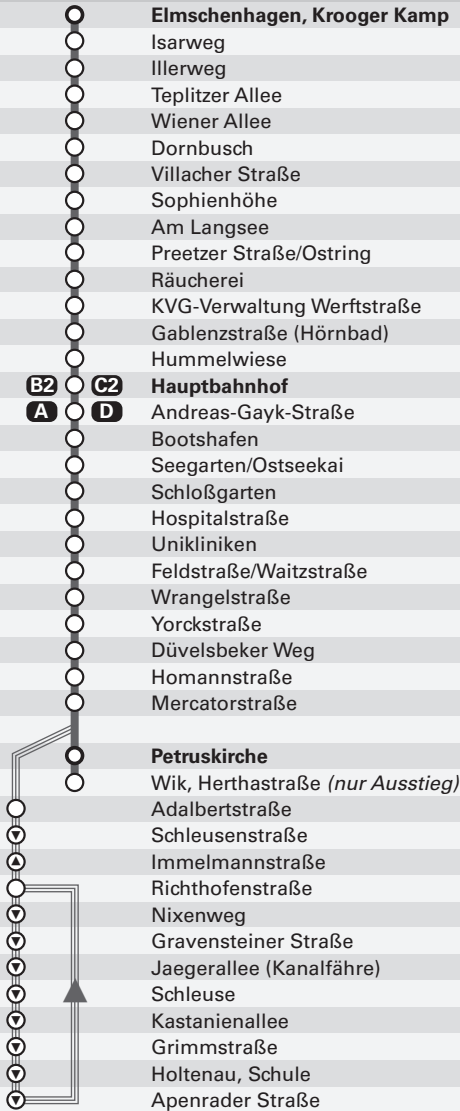 Elmschenhagen, Krooger Kamp
Isarweg
Illerweg
Teplitzer Allee
Wiener Allee
Dornbusch
Villacher Straße
Sophienhöhe
Am Langsee
Preetzer Straße/Ostring
Räucherei
KVG-Verwaltung Werftstraße
Gablenzstraße (Hörnbad)
Hummelwiese
B2 C2 Hauptbahnhof
A D Andreas-Gayk-Straße
Bootshafen
Seegarten/Ostseekai
Schloßgarten
Hospitalstraße
Unikliniken
Feldstraße/Waitzstraße
Wrangelstraße
Yorckstraße
Düvelsbeker Weg
Homannstraße
Mercatorstraße
Petruskirche
Wik, Herthastraße (nur Ausstieg)
Adalbertstraße
Schleusenstraße
Immelmannstraße
Richthofenstraße
Nixenweg
Gravensteiner Straße
Jaegerallee (Kanalfähre)
Schleuse
Kastanienallee
Grimmstraße
Holtenau, Schule
Apenrader Straße